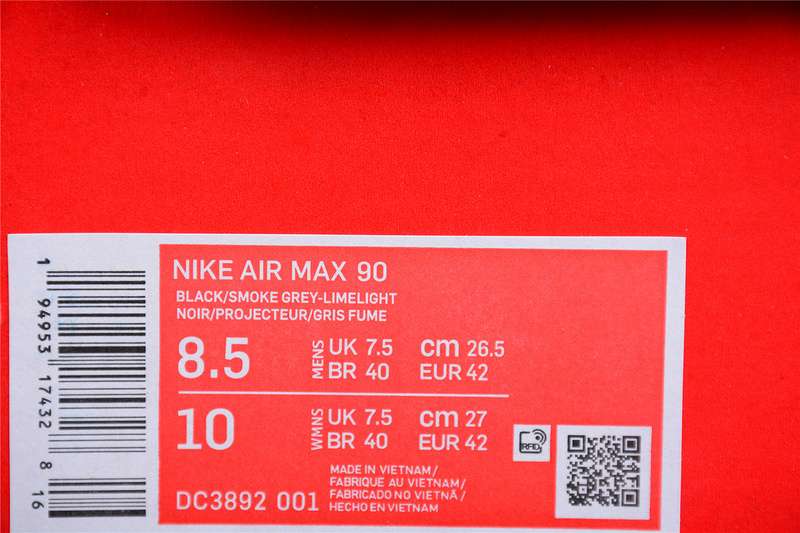 NIKE AIR MAX 90
BLACK/SMOKE GREY-LIMELIGHT
NOIR/PROJECTEUR/GRIS FUME
8.5 MENS UK 7.5 cm 26.5
BR 40 EUR 42
10 WMNS UK 7.5 cm 27
BR 40 EUR 42
MADE IN VIETNAM/
FABRIQUE AU VIETNAM/
FABRICADO NO VIETNÃ/
HECHO EN VIETNAM
DC3892 001
RFID
1 94953 17432 8 16